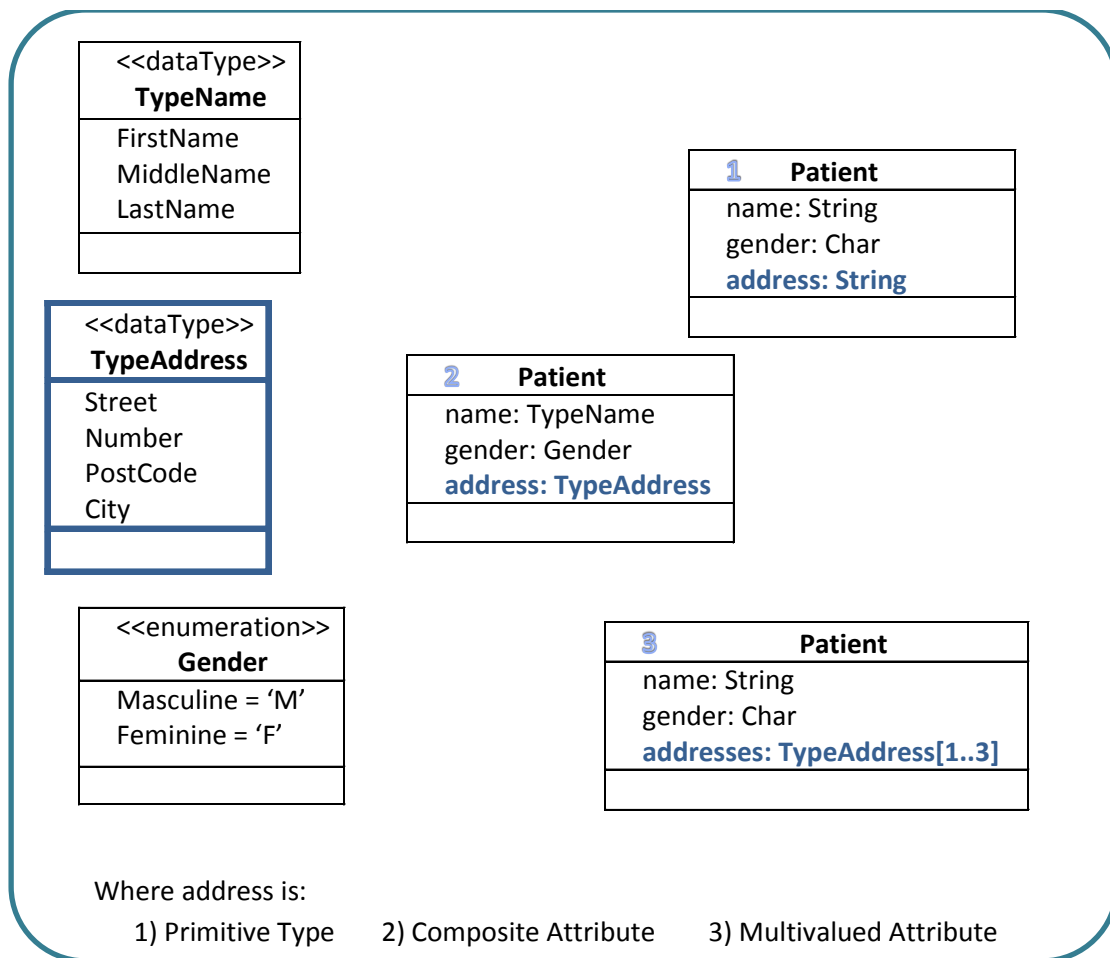 <<dataType>>
TypeName
FirstName
MiddleName
LastName
1 Patient
name: String
gender: Char
address: String
<<dataType>>
TypeAddress
Street
Number
PostCode
City
2 Patient
name: TypeName
gender: Gender
address: TypeAddress
<<enumeration>>
Gender
Masculine = ‘M’
Feminine = ‘F’
3 Patient
name: String
gender: Char
addresses: TypeAddress[1..3]
Where address is:
1) Primitive Type 2) Composite Attribute 3) Multivalued Attribute